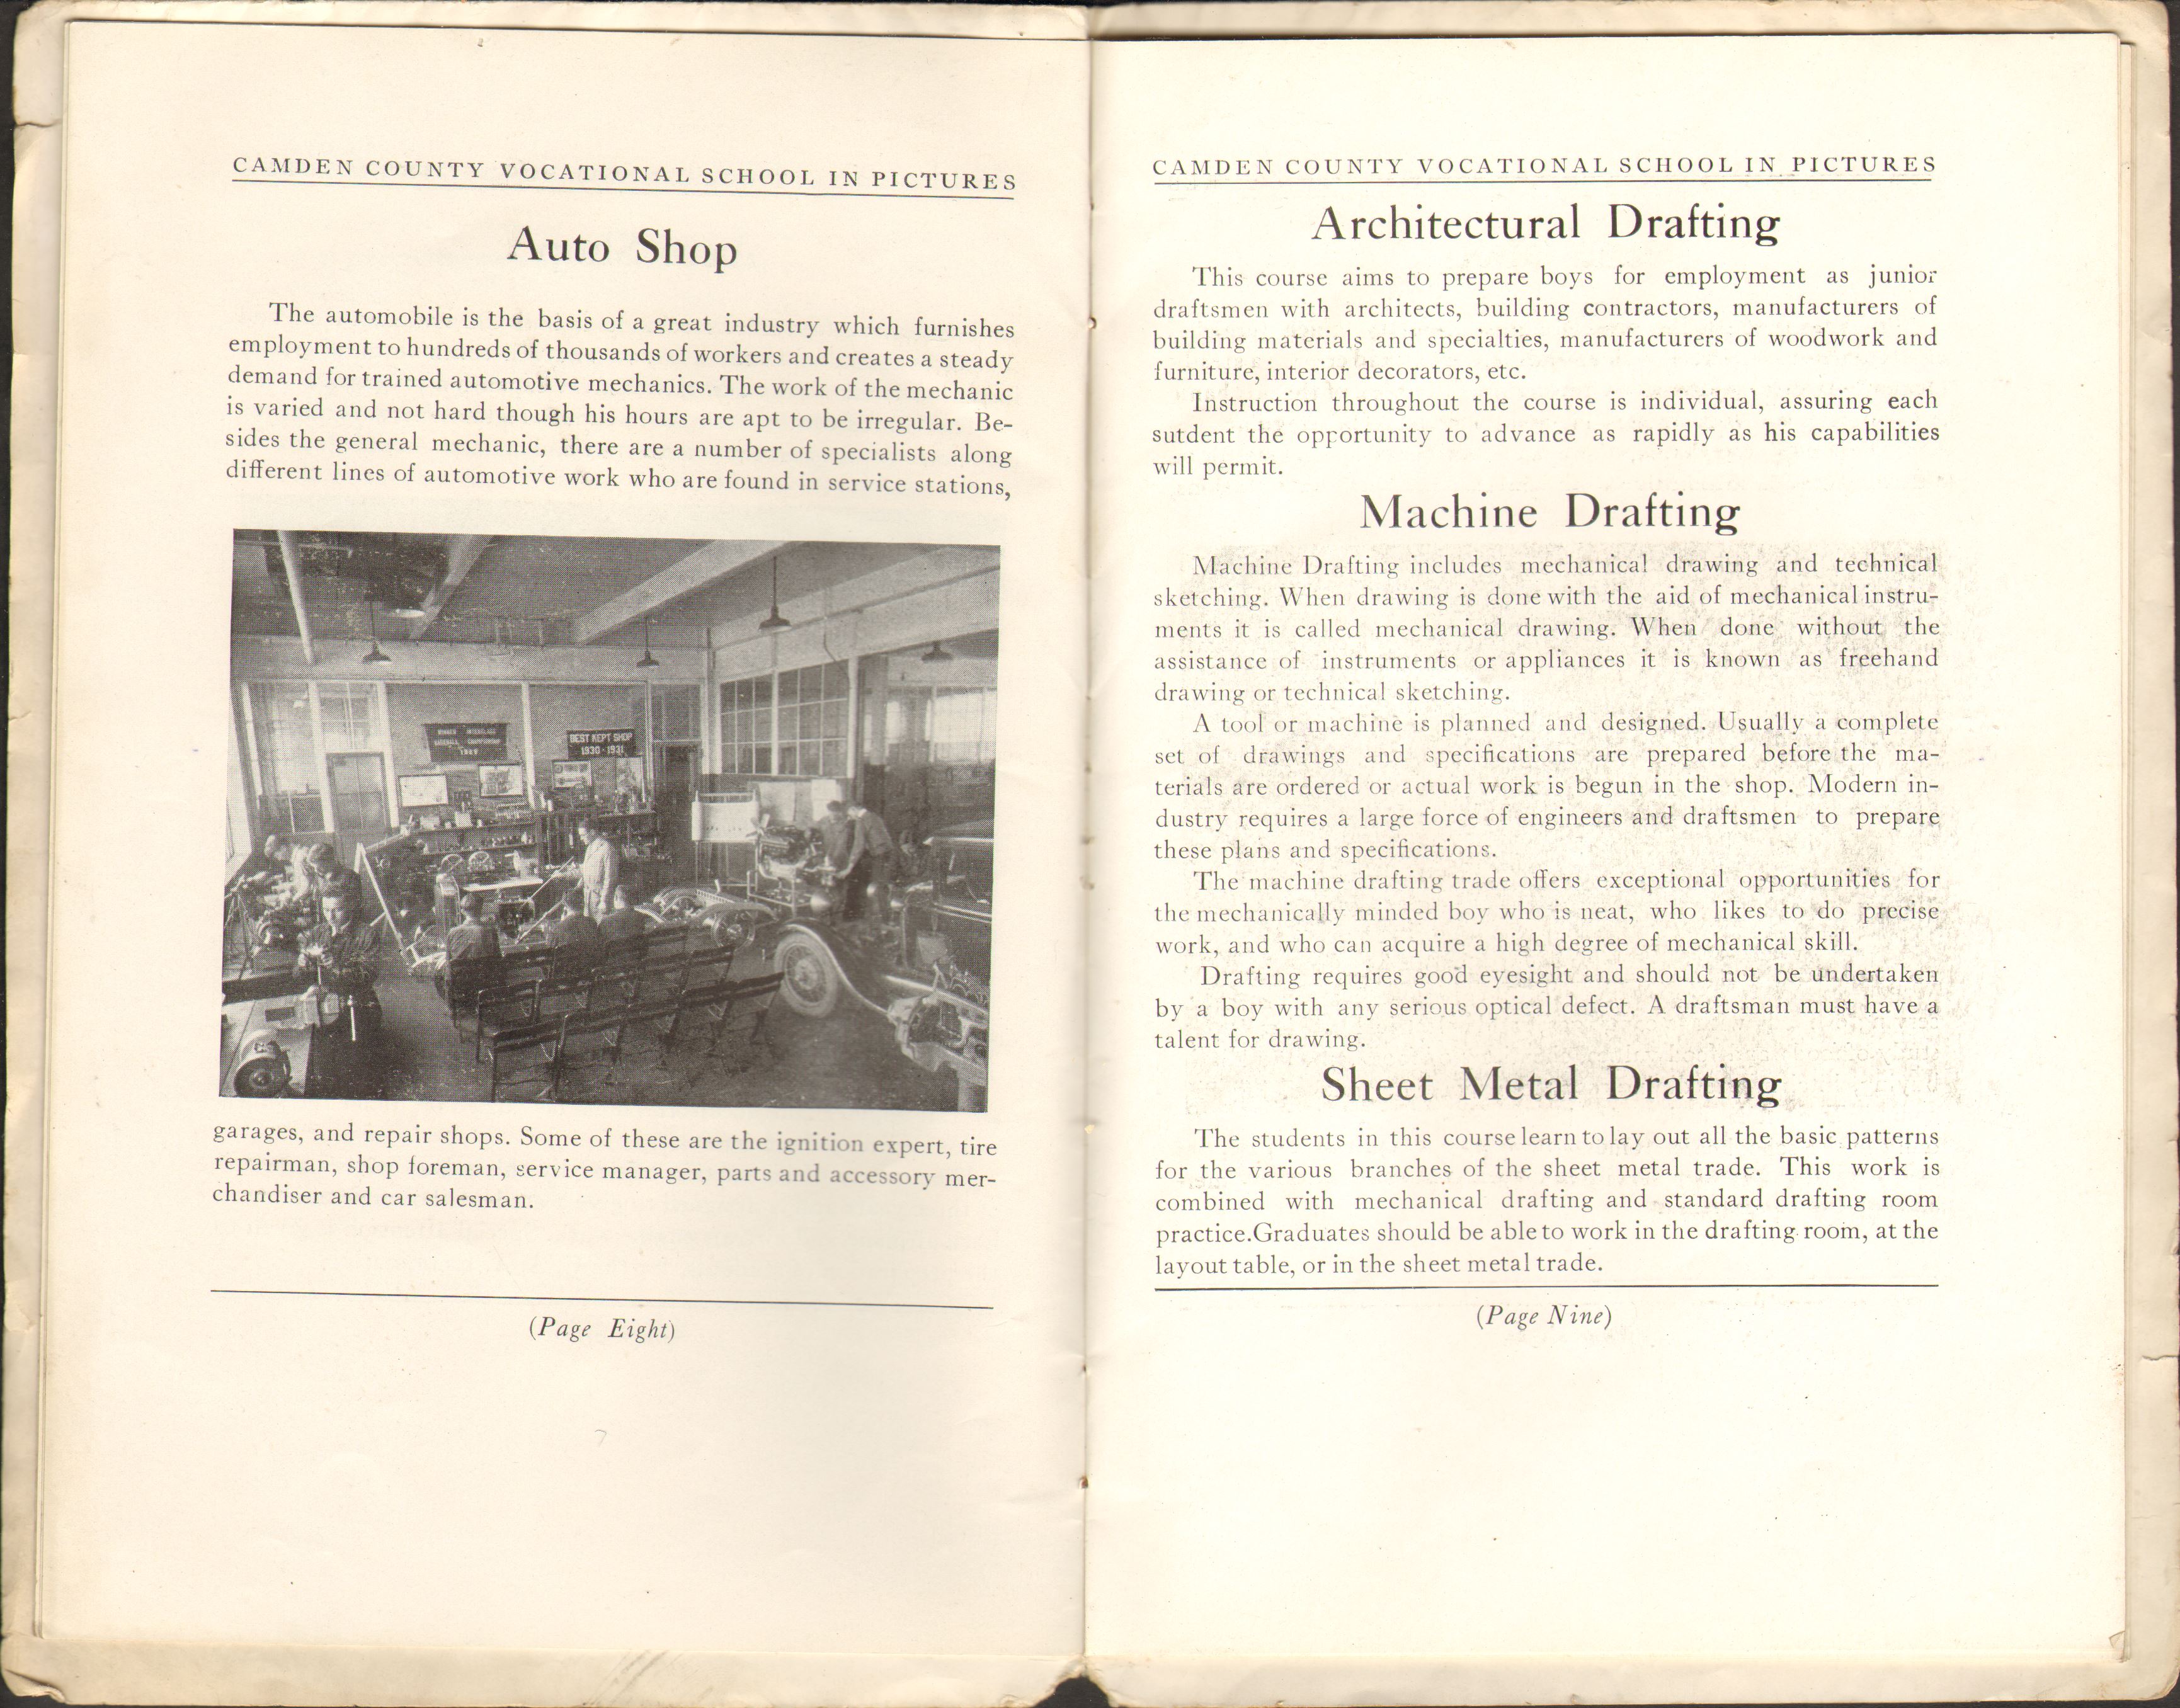 CAMDEN COUNTY VOCATIONAL SCHOOL IN PICTURES
Auto Shop
The automobile is the basis of a great industry which furnishes
employment to hundreds of thousands of workers and creates a steady
demand for trained automotive mechanics. The work of the mechanic
is varied and not hard though his hours are apt to be irregular. Be-
sides the general mechanic, there are a number of specialists along
different lines of automotive work who are found in service stations,
WINNER INTERCLASS
BASEBALL CHAMPIONSHIP
1929
BEST KEPT SHOP
1930 - 1931
garages, and repair shops. Some of these are the ignition expert, tire
repairman, shop foreman, service manager, parts and accessory mer-
chandiser and car salesman.
(Page Eight)
CAMDEN COUNTY VOCATIONAL SCHOOL IN PICTURES
Architectural Drafting
This course aims to prepare boys for employment as junior
draftsmen with architects, building contractors, manufacturers of
building materials and specialties, manufacturers of woodwork and
furniture, interior decorators, etc.
Instruction throughout the course is individual, assuring each
sutdent the opportunity to advance as rapidly as his capabilities
will permit.
Machine Drafting
Machine Drafting includes mechanical drawing and technical
sketching. When drawing is done with the aid of mechanical instru-
ments it is called mechanical drawing. When done without the
assistance of instruments or appliances it is known as freehand
drawing or technical sketching.
A tool or machine is planned and designed. Usually a complete
set of drawings and specifications are prepared before the ma-
terials are ordered or actual work is begun in the shop. Modern in-
dustry requires a large force of engineers and draftsmen to prepare
these plans and specifications.
The machine drafting trade offers exceptional opportunities for
the mechanically minded boy who is neat, who likes to do precise
work, and who can acquire a high degree of mechanical skill.
Drafting requires good eyesight and should not be undertaken
by a boy with any serious optical defect. A draftsman must have a
talent for drawing.
Sheet Metal Drafting
The students in this course learn to lay out all the basic patterns
for the various branches of the sheet metal trade. This work is
combined with mechanical drafting and standard drafting room
practice.Graduates should be able to work in the drafting room, at the
layout table, or in the sheet metal trade.
(Page Nine)